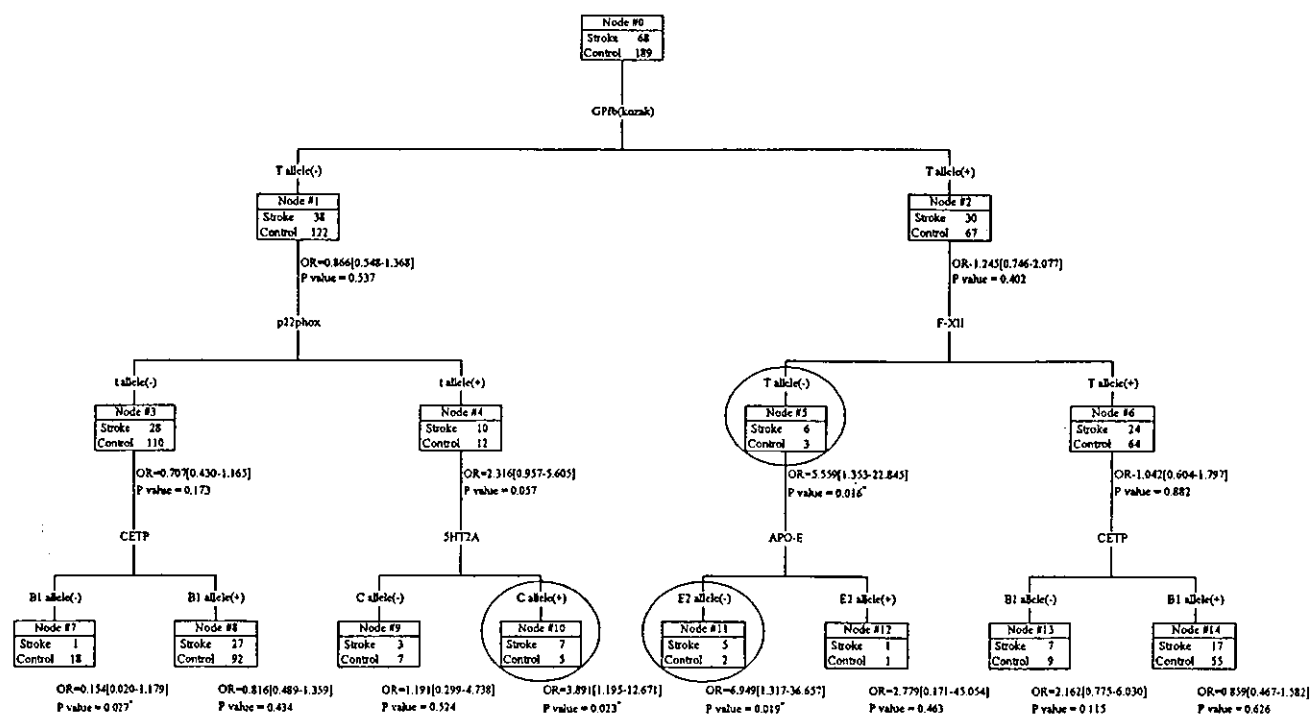 Node #0
Stroke 68
Control 189
GPIb(kozak)
T allele(-)
T allele(+)
Node #1
Stroke 38
Control 122
Node #2
Stroke 30
Control 67
OR=0.866[0.548-1.368]
P value = 0.537
OR=1.245[0.746-2.077]
P value = 0.402
p22phox
F-XII
t allele(-)
t allele(+)
T allele(-)
T allele(+)
Node #3
Stroke 28
Control 110
Node #4
Stroke 10
Control 12
Node #5
Stroke 6
Control 3
Node #6
Stroke 24
Control 64
OR=0.707[0.430-1.165]
P value = 0.173
OR=2.316[0.957-5.605]
P value = 0.057
OR=5.559[1.353-22.845]
P value = 0.016*
OR=1.042[0.604-1.797]
P value = 0.882
CETP
5HT2A
APO-E
CETP
B1 allele(-)
B1 allele(+)
C allele(-)
C allele(+)
E2 allele(-)
E2 allele(+)
B1 allele(-)
B1 allele(+)
Node #7
Stroke 1
Control 18
Node #8
Stroke 27
Control 92
Node #9
Stroke 3
Control 7
Node #10
Stroke 7
Control 5
Node #11
Stroke 5
Control 2
Node #12
Stroke 1
Control 1
Node #13
Stroke 7
Control 9
Node #14
Stroke 17
Control 55
OR=0.154[0.020-1.179]
P value = 0.027*
OR=0.816[0.489-1.359]
P value = 0.434
OR=1.191[0.299-4.738]
P value = 0.524
OR=3.891[1.195-12.671]
P value = 0.023*
OR=6.949[1.317-36.657]
P value = 0.019*
OR=2.779[0.171-45.054]
P value = 0.463
OR=2.162[0.775-6.030]
P value = 0.115
OR=0.859[0.467-1.582]
P value = 0.626